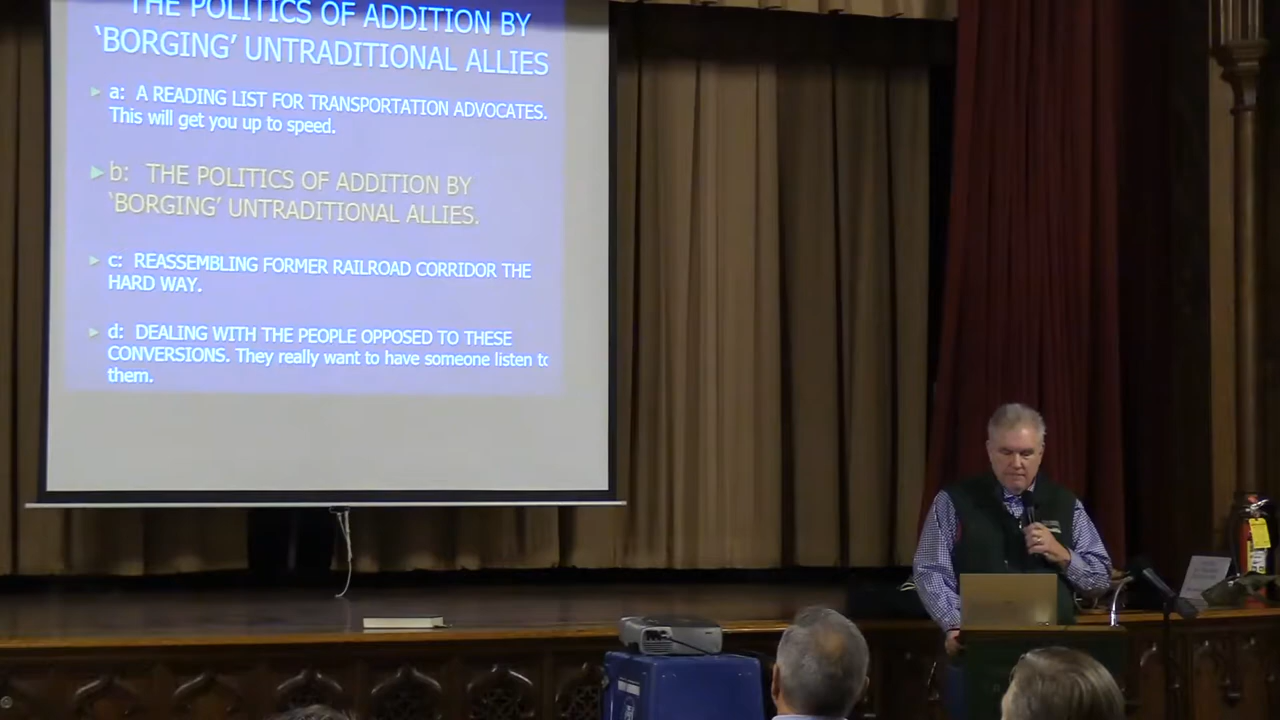 THE POLITICS OF ADDITION BY
‘BORGING’ UNTRADITIONAL ALLIES
a: A READING LIST FOR TRANSPORTATION ADVOCATES.
This will get you up to speed.
b: THE POLITICS OF ADDITION BY
‘BORGING’ UNTRADITIONAL ALLIES.
c: REASSEMBLING FORMER RAILROAD CORRIDOR THE
HARD WAY.
d: DEALING WITH THE PEOPLE OPPOSED TO THESE
CONVERSIONS. They really want to have someone listen to
them.